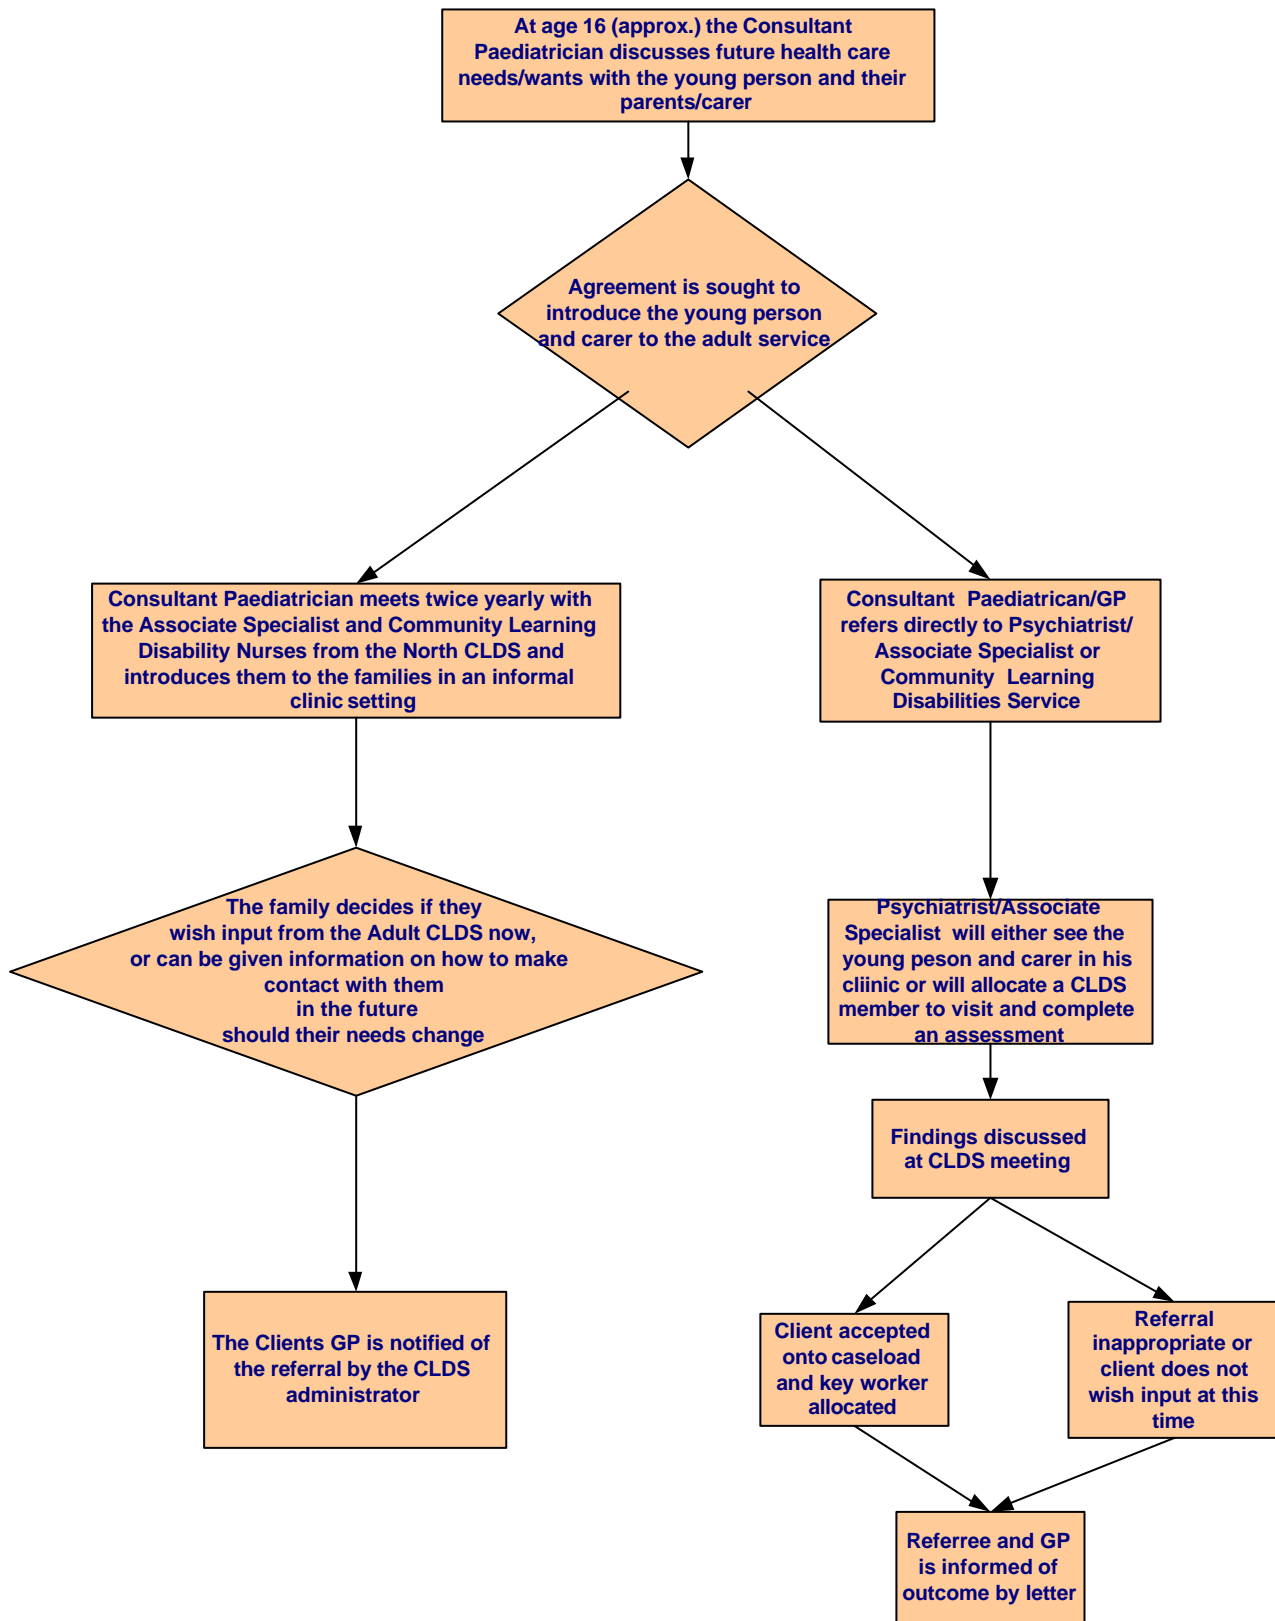 At age 16 (approx.) the Consultant
Paediatrician discusses future health care
needs/wants with the young person and their
parents/carer
Agreement is sought to
introduce the young person
and carer to the adult service
Consultant Paediatrician meets twice yearly with
the Associate Specialist and Community Learning
Disability Nurses from the North CLDS and
introduces them to the families in an informal
clinic setting
Consultant Paediatrican/GP
refers directly to Psychiatrist/
Associate Specialist or
Community Learning
Disabilities Service
The family decides if they
wish input from the Adult CLDS now,
or can be given information on how to make
contact with them
in the future
should their needs change
Psychiatrist/Associate
Specialist will either see the
young peson and carer in his
cliinic or will allocate a CLDS
member to visit and complete
an assessment
Findings discussed
at CLDS meeting
The Clients GP is notified of
the referral by the CLDS
administrator
Client accepted
onto caseload
and key worker
allocated
Referral
inappropriate or
client does not
wish input at this
time
Referree and GP
is informed of
outcome by letter